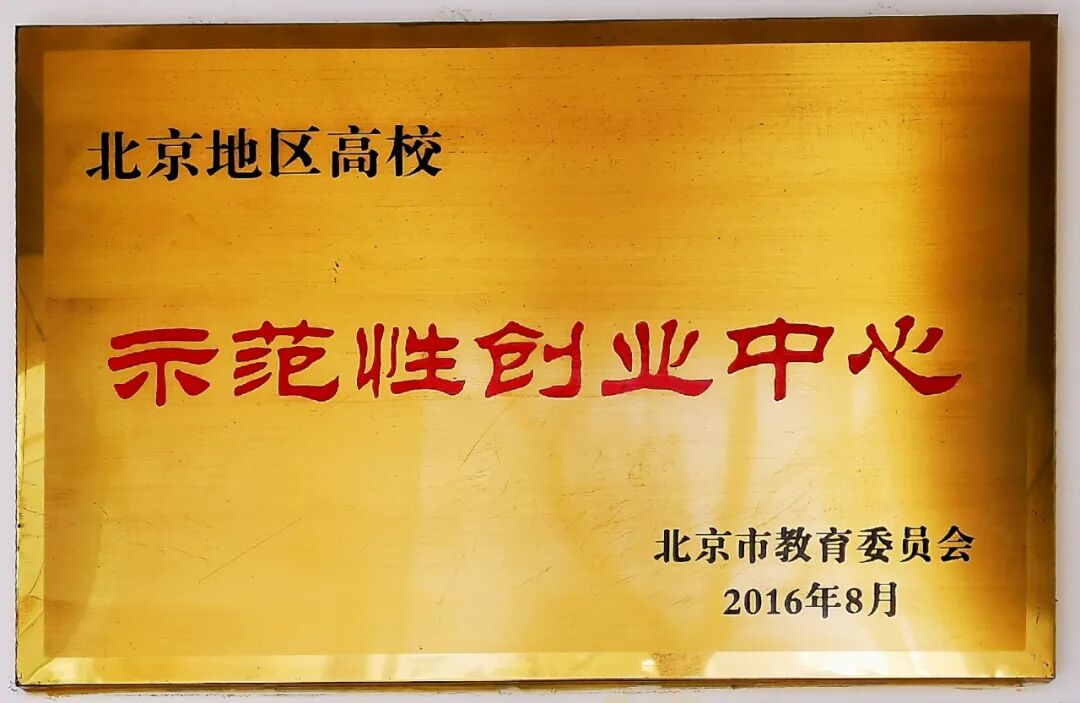 北京地区高校
示范性创业中心
北京市教育委员会
2016年8月